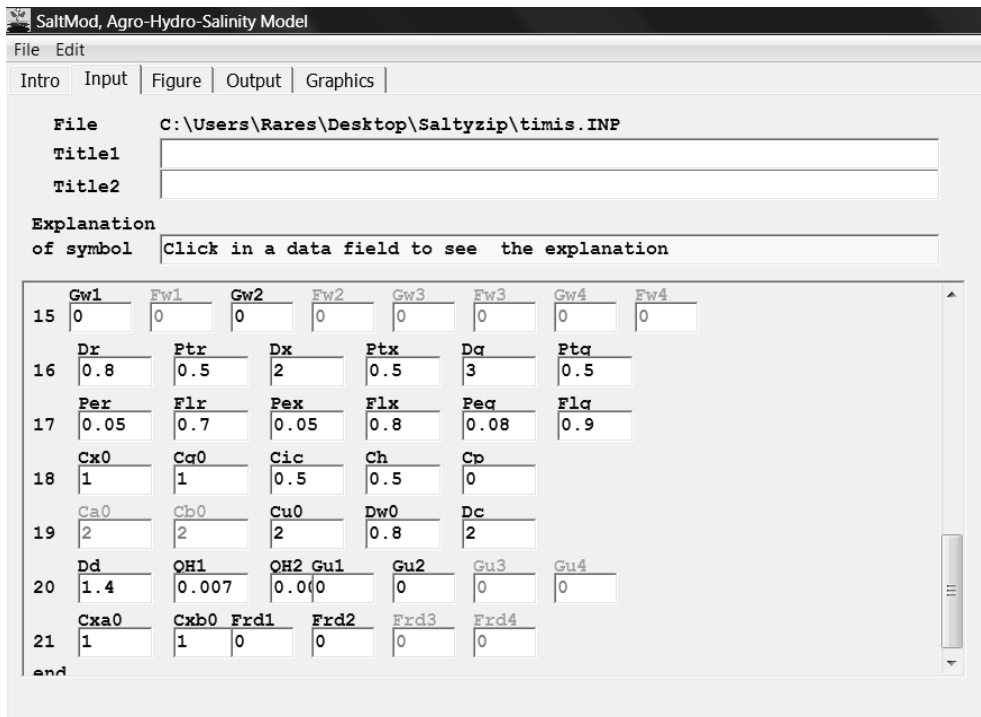 SaltMod, Agro-Hydro-Salinity Model
File Edit
Intro Input Figure Output Graphics
File C:\Users\Rares\Desktop\Saltyzip\timis.INP
Title1
Title2
Explanation
of symbol Click in a data field to see the explanation
Gw1 Fw1 Gw2 Fw2 Gw3 Fw3 Gw4 Fw4
15 0 0 0 0 0 0 0 0
Dr Ptr Dx Ptx Dq Ptq
16 0.8 0.5 2 0.5 3 0.5
Per Flr Pex Flx Peq Flq
17 0.05 0.7 0.05 0.8 0.08 0.9
Cx0 Cq0 Cic Ch Cp
18 1 1 0.5 0.5 0
Ca0 Cb0 Cu0 Dw0 Dc
19 2 2 2 0.8 2
Dd QH1 QH2 Gu1 Gu2 Gu3 Gu4
20 1.4 0.007 0.00 0 0 0
Cxa0 Cxb0 Frd1 Frd2 Frd3 Frd4
21 1 1 0 0 0 0
end